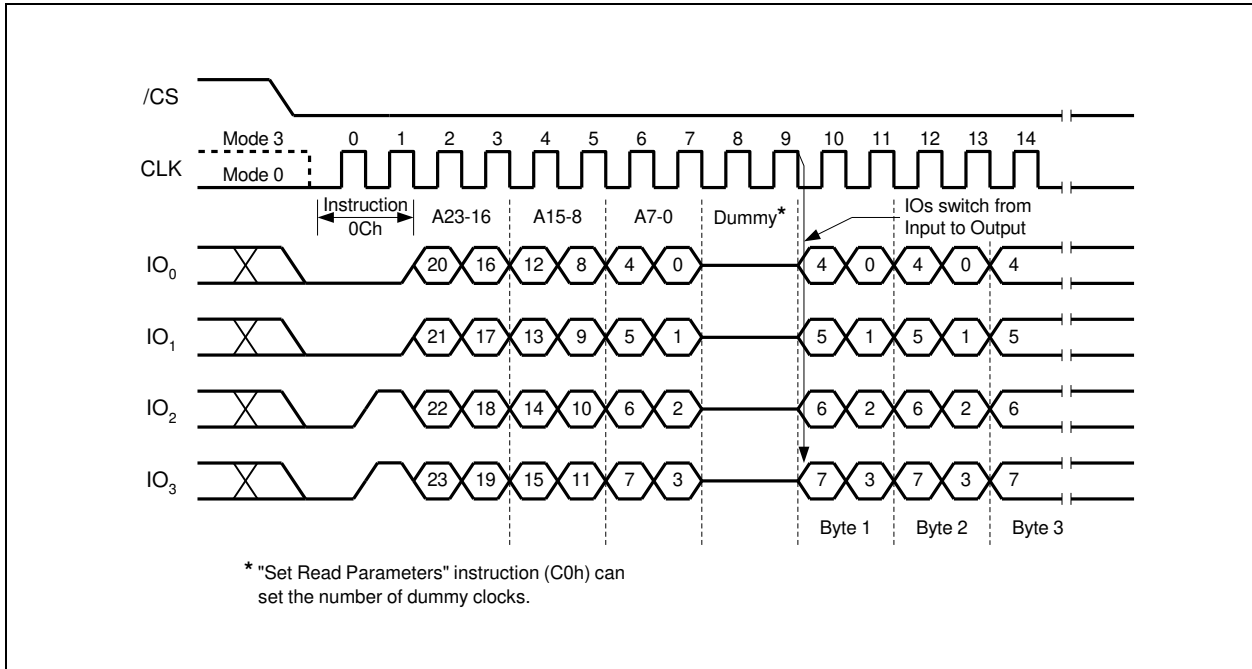 /CS
Mode 3
0 1 2 3 4 5 6 7 8 9 10 11 12 13 14
CLK
Mode 0
Instruction
0Ch
A23-16 A15-8 A7-0 Dummy*
IOs switch from
Input to Output
IO0 20 16 12 8 4 0 4 0 4 0 4
IO1 21 17 13 9 5 1 5 1 5 1 5
IO2 22 18 14 10 6 2 6 2 6 2 6
IO3 23 19 15 11 7 3 7 3 7 3 7
Byte 1 Byte 2 Byte 3
* "Set Read Parameters" instruction (C0h) can
set the number of dummy clocks.